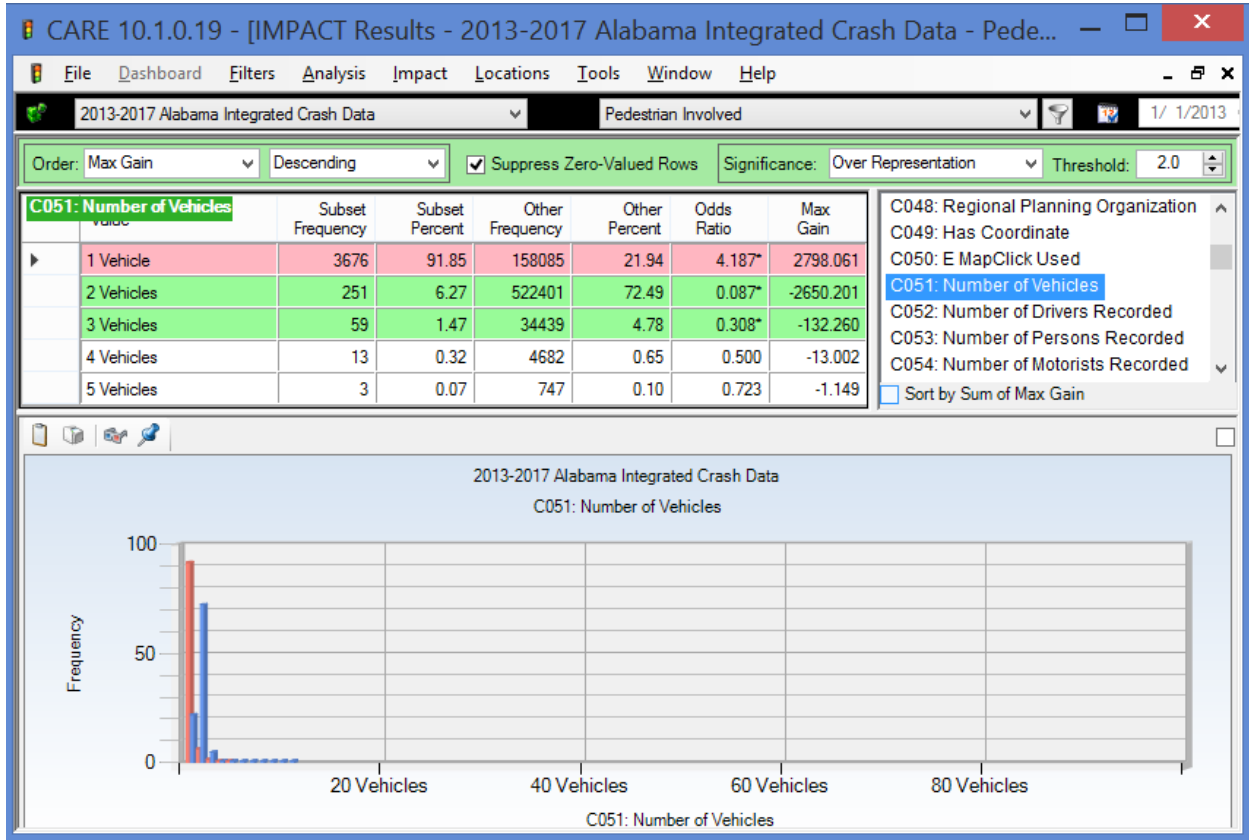 CARE 10.1.0.19 - [IMPACT Results - 2013-2017 Alabama Integrated Crash Data - Pede...
File Dashboard Filters Analysis Impact Locations Tools Window Help
2013-2017 Alabama Integrated Crash Data Pedestrian Involved 1/ 1/2013
Order: Max Gain Descending Suppress Zero-Valued Rows Significance: Over Representation Threshold: 2.0
C051: Number of Vehicles Subset Frequency Subset Percent Other Frequency Other Percent Odds Ratio Max Gain
1 Vehicle 3676 91.85 158085 21.94 4.187* 2798.061
2 Vehicles 251 6.27 522401 72.49 0.087* -2650.201
3 Vehicles 59 1.47 34439 4.78 0.308* -132.260
4 Vehicles 13 0.32 4682 0.65 0.500 -13.002
5 Vehicles 3 0.07 747 0.10 0.723 -1.149
C048: Regional Planning Organization
C049: Has Coordinate
C050: E MapClick Used
C051: Number of Vehicles
C052: Number of Drivers Recorded
C053: Number of Persons Recorded
C054: Number of Motorists Recorded
Sort by Sum of Max Gain
2013-2017 Alabama Integrated Crash Data
C051: Number of Vehicles
100
50
0
Frequency
20 Vehicles 40 Vehicles 60 Vehicles 80 Vehicles
C051: Number of Vehicles